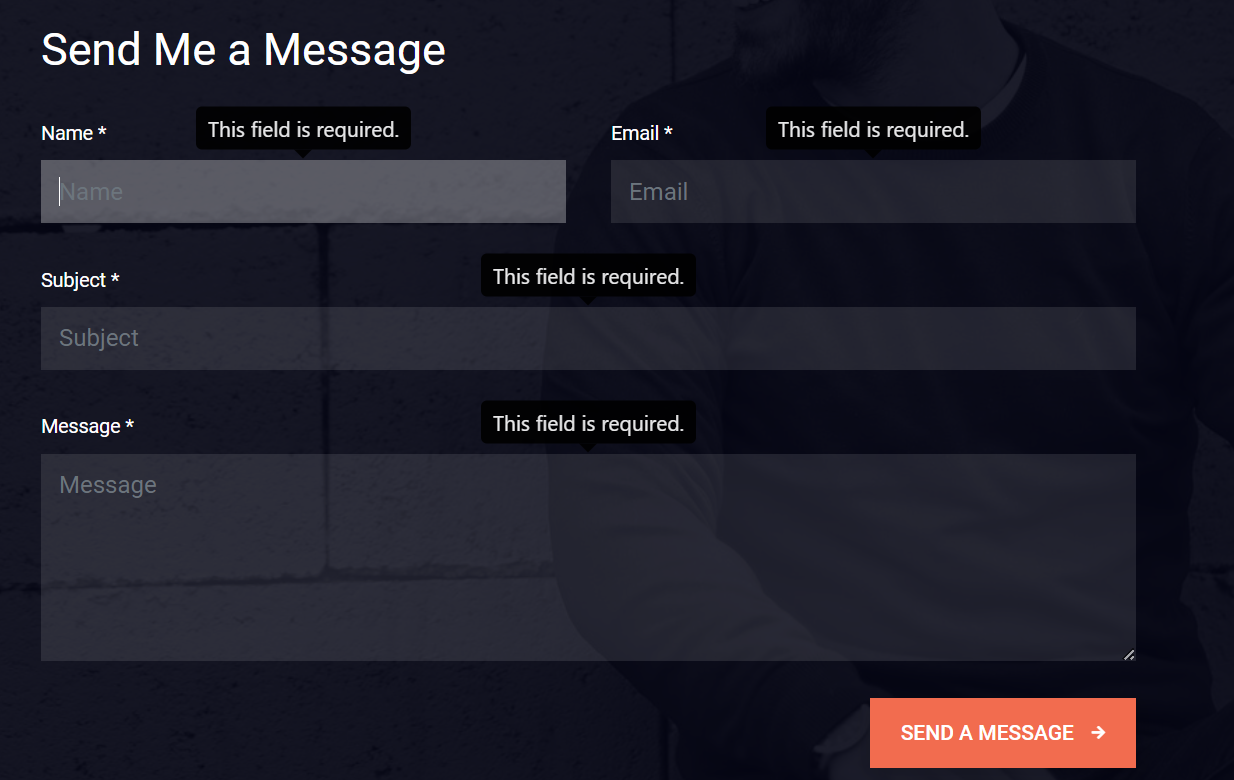 Send Me a Message
Name *
This field is required.
Email *
This field is required.
Name
Email
Subject *
This field is required.
Subject
Message *
This field is required.
Message
SEND A MESSAGE